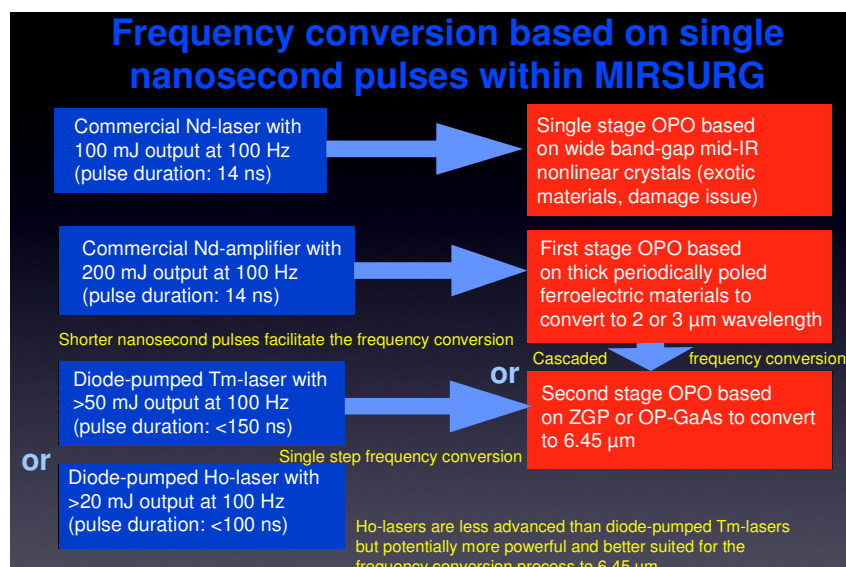 Frequency conversion based on single
nanosecond pulses within MIRSURG
Commercial Nd-laser with
100 mJ output at 100 Hz
(pulse duration: 14 ns)
Single stage OPO based
on wide band-gap mid-IR
nonlinear crystals (exotic
materials, damage issue)
Commercial Nd-amplifier with
200 mJ output at 100 Hz
(pulse duration: 14 ns)
First stage OPO based
on thick periodically poled
ferroelectric materials to
convert to 2 or 3 µm wavelength
Shorter nanosecond pulses facilitate the frequency conversion
Cascaded frequency conversion
or
Diode-pumped Tm-laser with
>50 mJ output at 100 Hz
(pulse duration: <150 ns)
Second stage OPO based
on ZGP or OP-GaAs to convert
to 6.45 µm
Single step frequency conversion
or
Diode-pumped Ho-laser with
>20 mJ output at 100 Hz
(pulse duration: <100 ns)
Ho-lasers are less advanced than diode-pumped Tm-lasers
but potentially more powerful and better suited for the
frequency conversion process to 6.45 µm